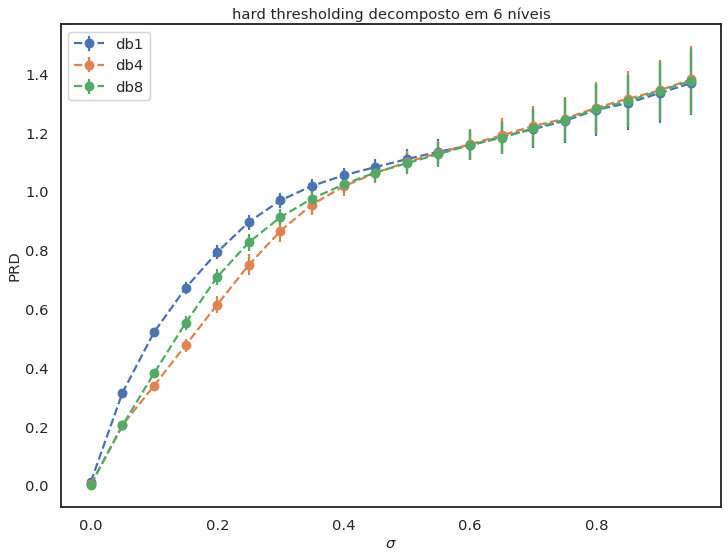 hard thresholding decomposto em 6 níveis
db1
db4
db8
PRD
1.4
1.2
1.0
0.8
0.6
0.4
0.2
0.0
0.0 0.2 0.4 0.6 0.8
σ